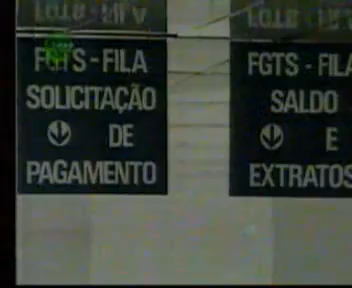 FGTS - FILA
SOLICITAÇÃO
DE
PAGAMENTO
FGTS - FILA
SALDO
E
EXTRATOS